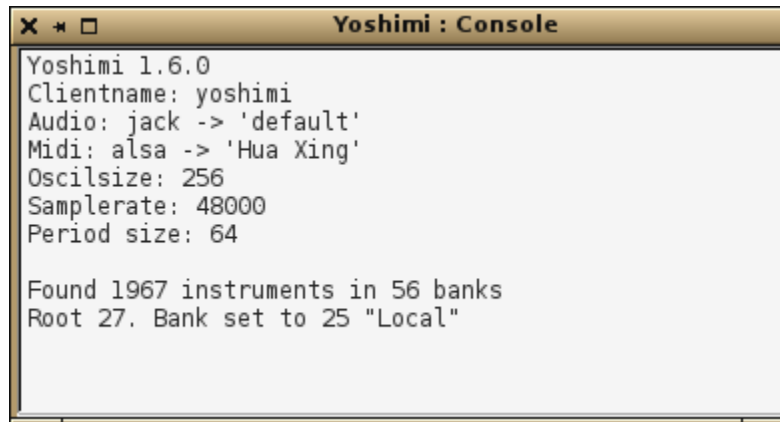 Yoshimi : Console
Yoshimi 1.6.0
Clientname: yoshimi
Audio: jack -> 'default'
Midi: alsa -> 'Hua Xing'
Oscilsize: 256
Samplerate: 48000
Period size: 64
Found 1967 instruments in 56 banks
Root 27. Bank set to 25 "Local"